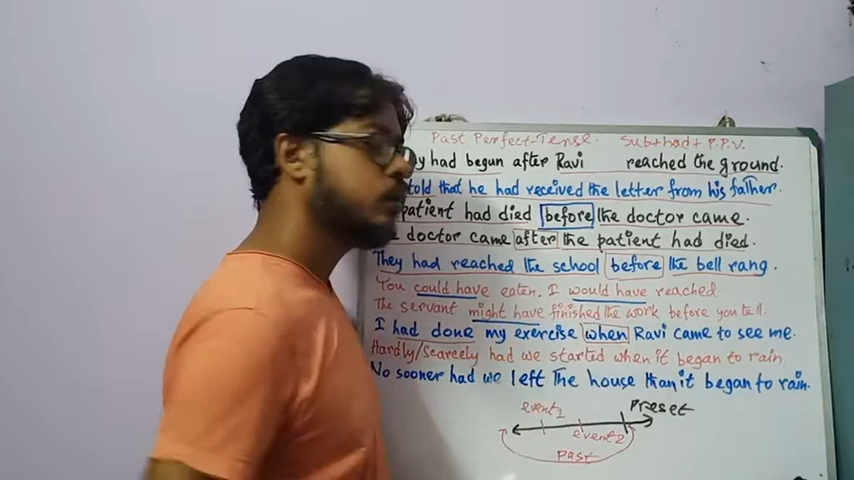 Past Perfect-Tense Sub+had+P.P.V.
had begun after Ravi reached the ground
told that he had received the letter from his father
patient had died before the doctor came.
doctor came after the patient had died
They had reached the school before the bell rang
You could have eaten. I would have reached.
The servant might have finished the work before you tell.
I had done my exercise when Ravi came to see me.
Hardly/Scarcely had we started when it began to rain
No sooner had we left the house than it began to rain.
event1 Preset
event2
Past